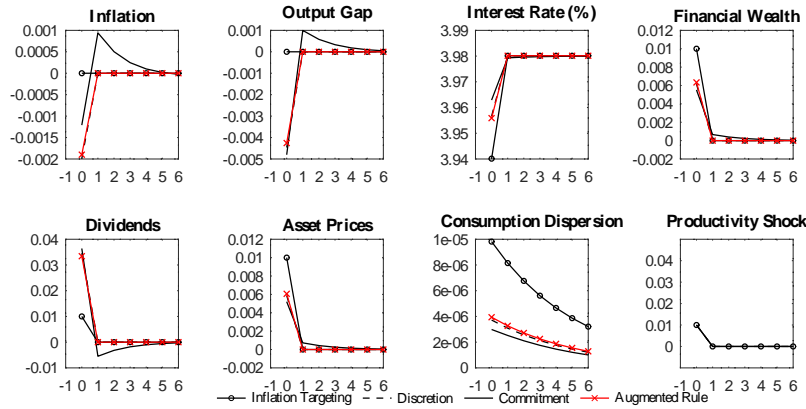 Inflation Output Gap Interest Rate (%) Financial Wealth
0.001 0.001 3.99 0.012
0.0005 0 3.98 0.01
0 -0.001 3.97 0.008
-0.0005 -0.002 3.96 0.006
-0.001 -0.003 3.95 0.004
-0.0015 -0.004 3.94 0.002
-0.002 -0.005 0
-0.002
-1 0 1 2 3 4 5 6 -1 0 1 2 3 4 5 6 -1 0 1 2 3 4 5 6 -1 0 1 2 3 4 5 6
Dividends Asset Prices Consumption Dispersion Productivity Shock
0.04 0.012 1e-05 0.04
0.03 0.01 8e-06 0.03
0.02 0.008 6e-06 0.02
0.01 0.006 4e-06 0.01
0 0.004 2e-06 0
-0.01 0.002 0
0
-1 0 1 2 3 4 5 6 -1 0 1 2 3 4 5 6 -1 0 1 2 3 4 5 6 -1 0 1 2 3 4 5 6
Inflation Targeting Discretion Commitment Augmented Rule